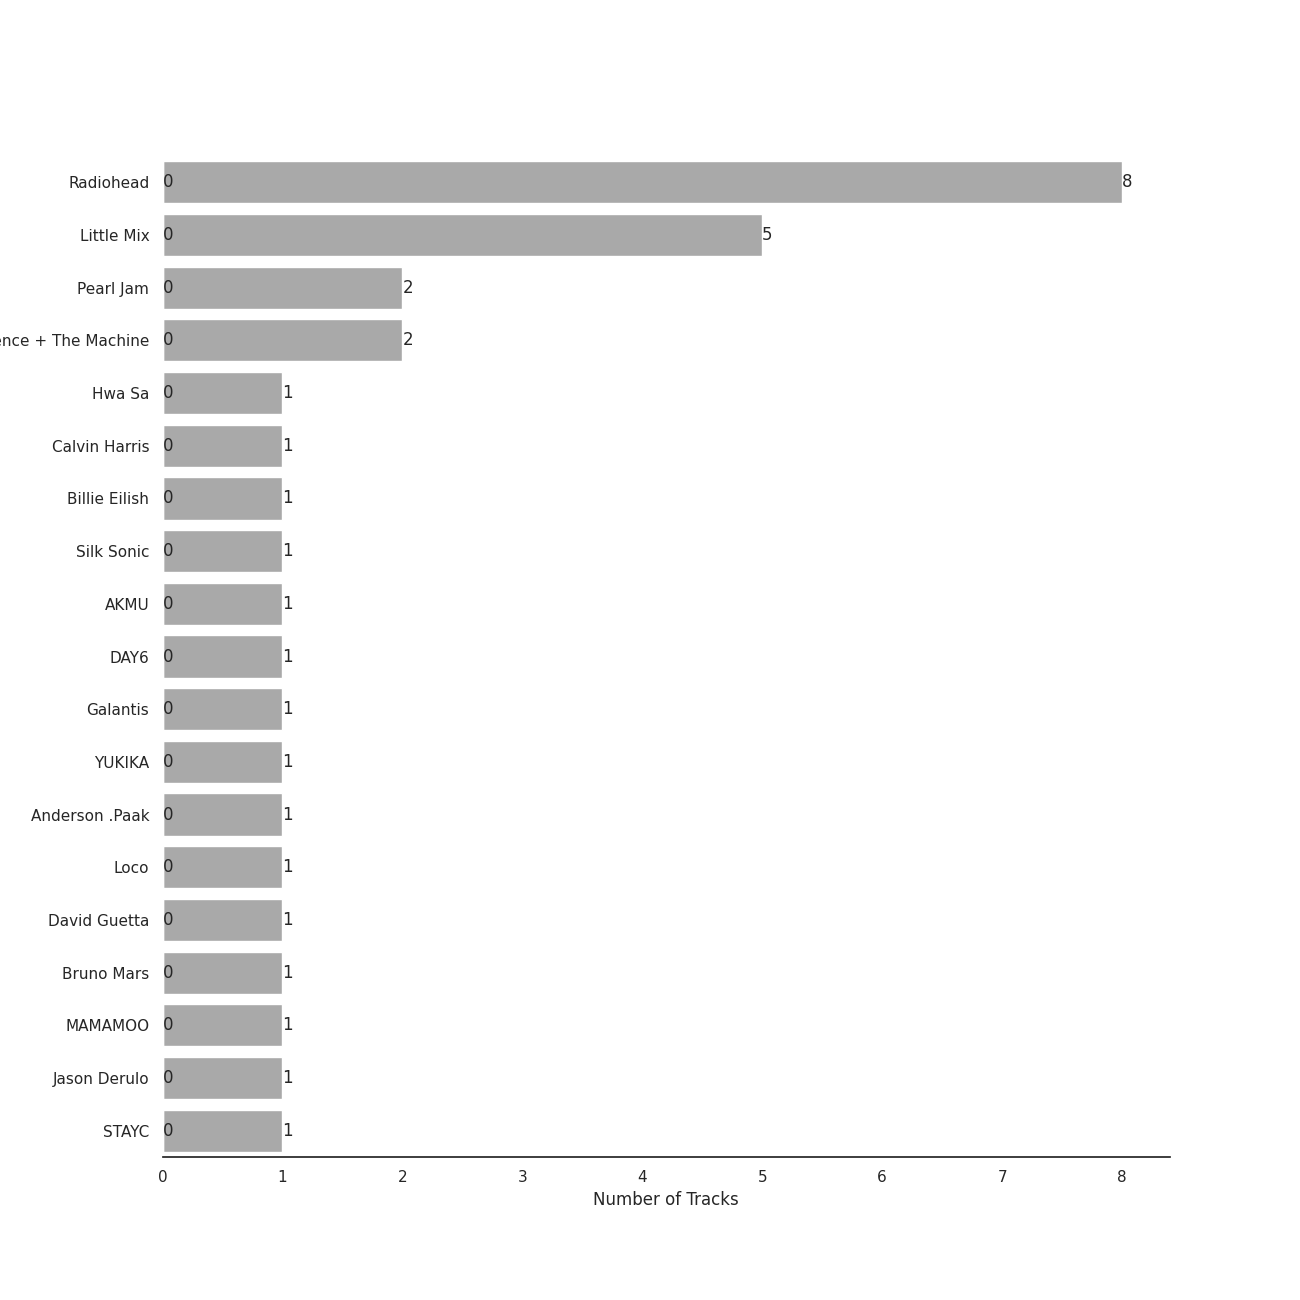 Radiohead 0 8
Little Mix 0 5
Pearl Jam 0 2
ence + The Machine 0 2
Hwa Sa 0 1
Calvin Harris 0 1
Billie Eilish 0 1
Silk Sonic 0 1
AKMU 0 1
DAY6 0 1
Galantis 0 1
YUKIKA 0 1
Anderson .Paak 0 1
Loco 0 1
David Guetta 0 1
Bruno Mars 0 1
MAMAMOO 0 1
Jason Derulo 0 1
STAYC 0 1
0 1 2 3 4 5 6 7 8
Number of Tracks